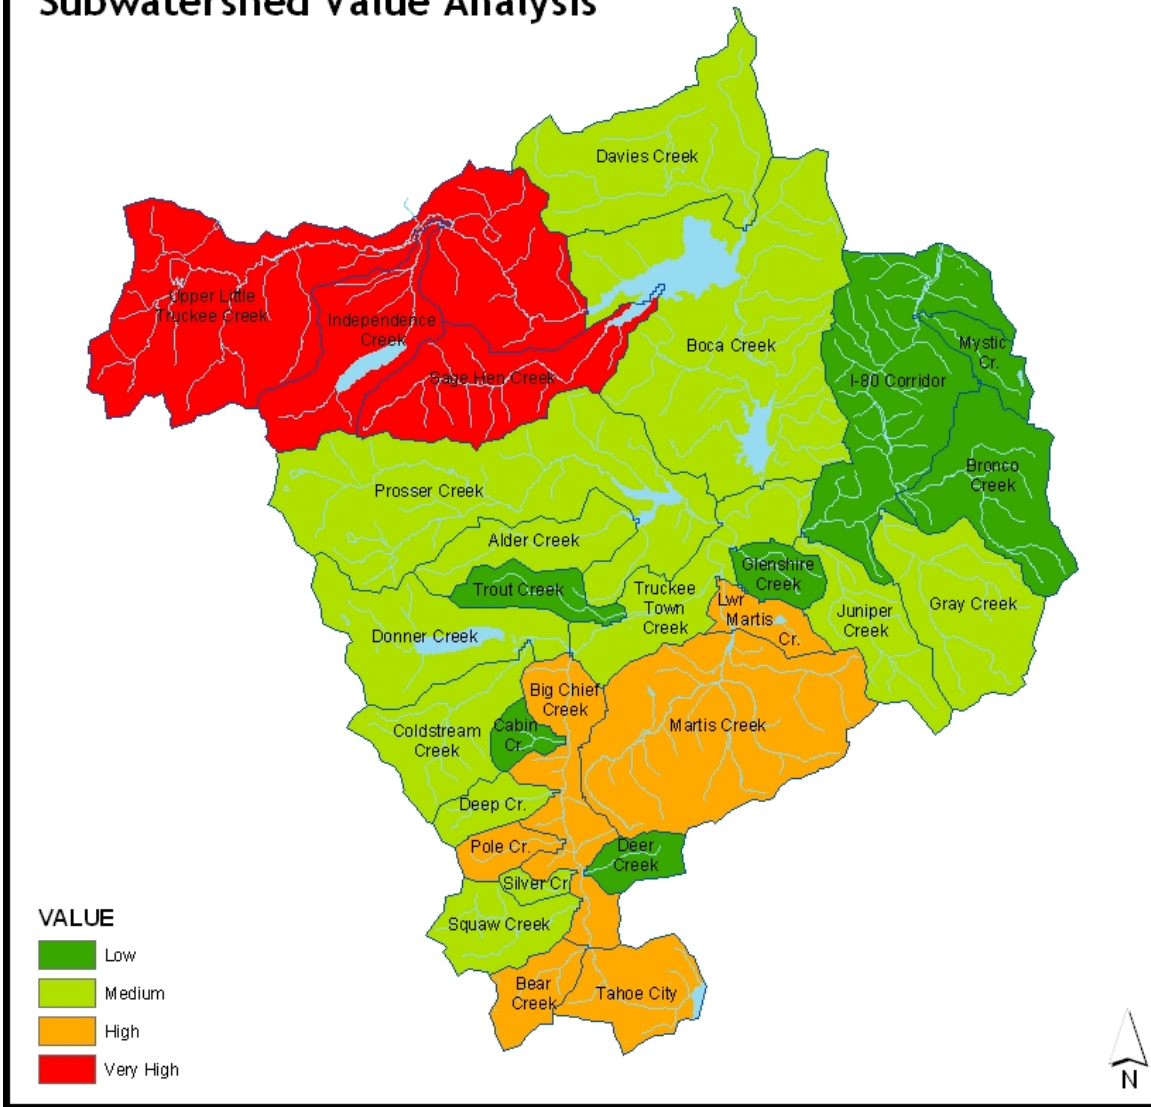 Subwatershed Value Analysis
Davies Creek
Upper Little
Truckee Creek
Independence
Creek
Sage Hen Creek
Boca Creek
I-80 Corridor
Mystic
Cr.
Bronco
Creek
Prosser Creek
Alder Creek
Trout Creek
Truckee
Town
Creek
Glenshire
Creek
Lwr
Martis
Cr.
Juniper
Creek
Gray Creek
Donner Creek
Big Chief
Creek
Martis Creek
Coldstream
Creek
Cabin
Cr.
Deep Cr.
Pole Cr.
Deer
Creek
Silver Cr.
Squaw Creek
Bear
Creek
Tahoe City
VALUE
Low
Medium
High
Very High
N